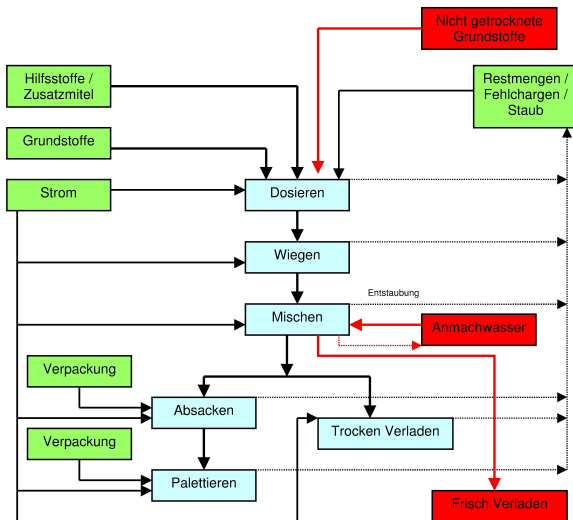 Nicht getrocknete
Grundstoffe
Hilfsstoffe /
Zusatzmitel
Restmengen /
Fehlchargen /
Staub
Grundstoffe
Strom
Dosieren
Wiegen
Entstaubung
Mischen
Anmachwasser
Verpackung
Absacken
Trocken Verladen
Verpackung
Palettieren
Frisch Verladen